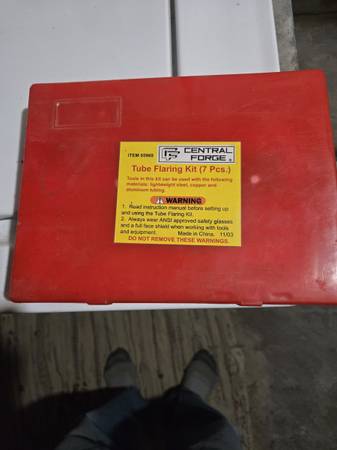 ITEM 65969
CENTRAL
FORGE
®
Tube Flaring Kit (7 Pcs.)
Tools in this kit can be used with the following
materials: lightweight steel, copper and
aluminum tubing.
WARNING
1. Read instruction manual before setting up
and using the Tube Flaring Kit.
2. Always wear ANSI approved safety glasses
and a full face shield when working with tools
and equipment. Made in China. 11/03
DO NOT REMOVE THESE WARNINGS.